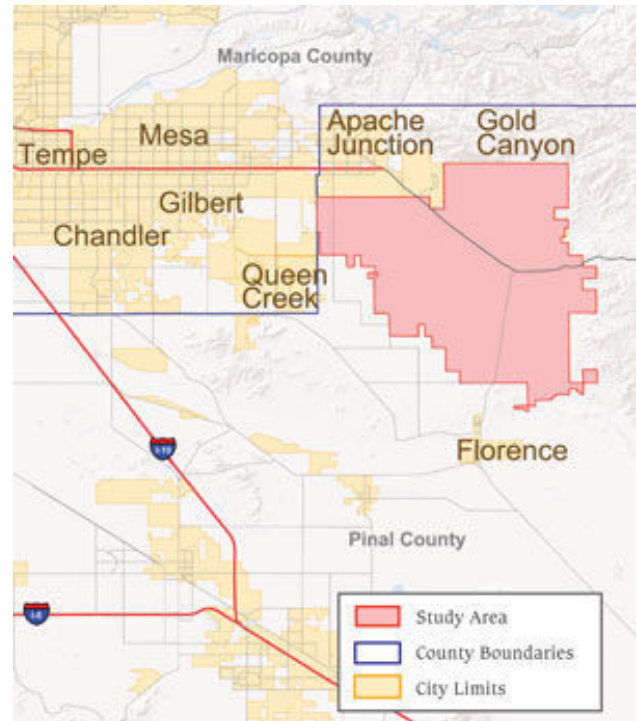 Maricopa County
Apache
Junction
Gold
Canyon
Mesa
Tempe
Gilbert
Chandler
Queen
Creek
I-10
Florence
Pinal County
I-8
Study Area
County Boundaries
City Limits